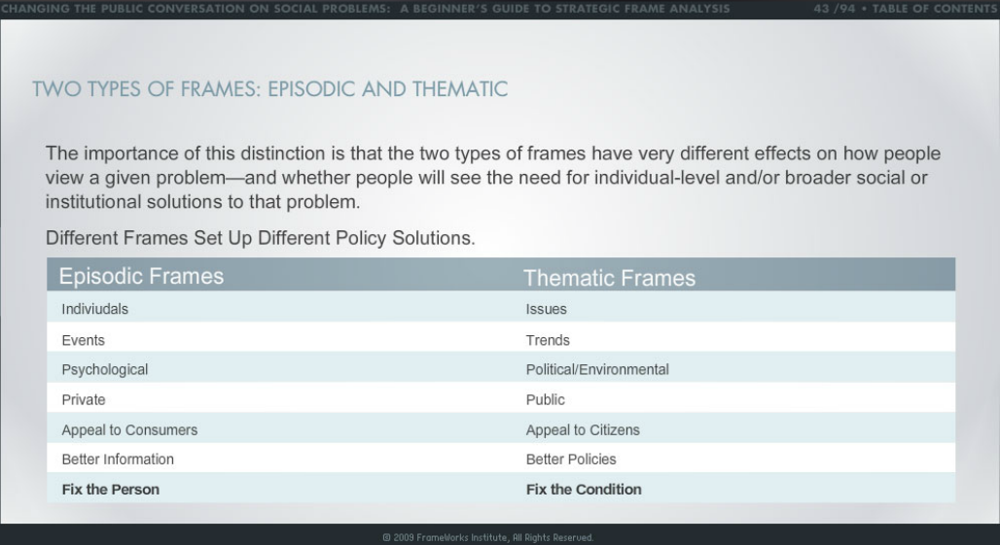 CHANGING THE PUBLIC CONVERSATION ON SOCIAL PROBLEMS: A BEGINNER'S GUIDE TO STRATEGIC FRAME ANALYSIS 43 /94 • TABLE OF CONTENTS
TWO TYPES OF FRAMES: EPISODIC AND THEMATIC
The importance of this distinction is that the two types of frames have very different effects on how people
view a given problem—and whether people will see the need for individual-level and/or broader social or
institutional solutions to that problem.
Different Frames Set Up Different Policy Solutions.
Episodic Frames Thematic Frames
Indiviudals Issues
Events Trends
Psychological Political/Environmental
Private Public
Appeal to Consumers Appeal to Citizens
Better Information Better Policies
Fix the Person Fix the Condition
© 2009 FrameWorks Institute, All Rights Reserved.